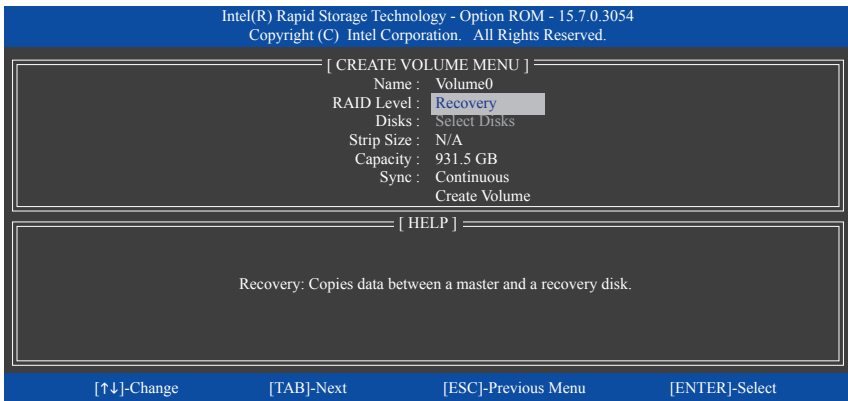 Intel(R) Rapid Storage Technology - Option ROM - 15.7.0.3054
Copyright (C) Intel Corporation. All Rights Reserved.
[ CREATE VOLUME MENU ]
Name : Volume0
RAID Level : Recovery
Disks : Select Disks
Strip Size : N/A
Capacity : 931.5 GB
Sync : Continuous
Create Volume
[ HELP ]
Recovery: Copies data between a master and a recovery disk.
[↑↓]-Change [TAB]-Next [ESC]-Previous Menu [ENTER]-Select